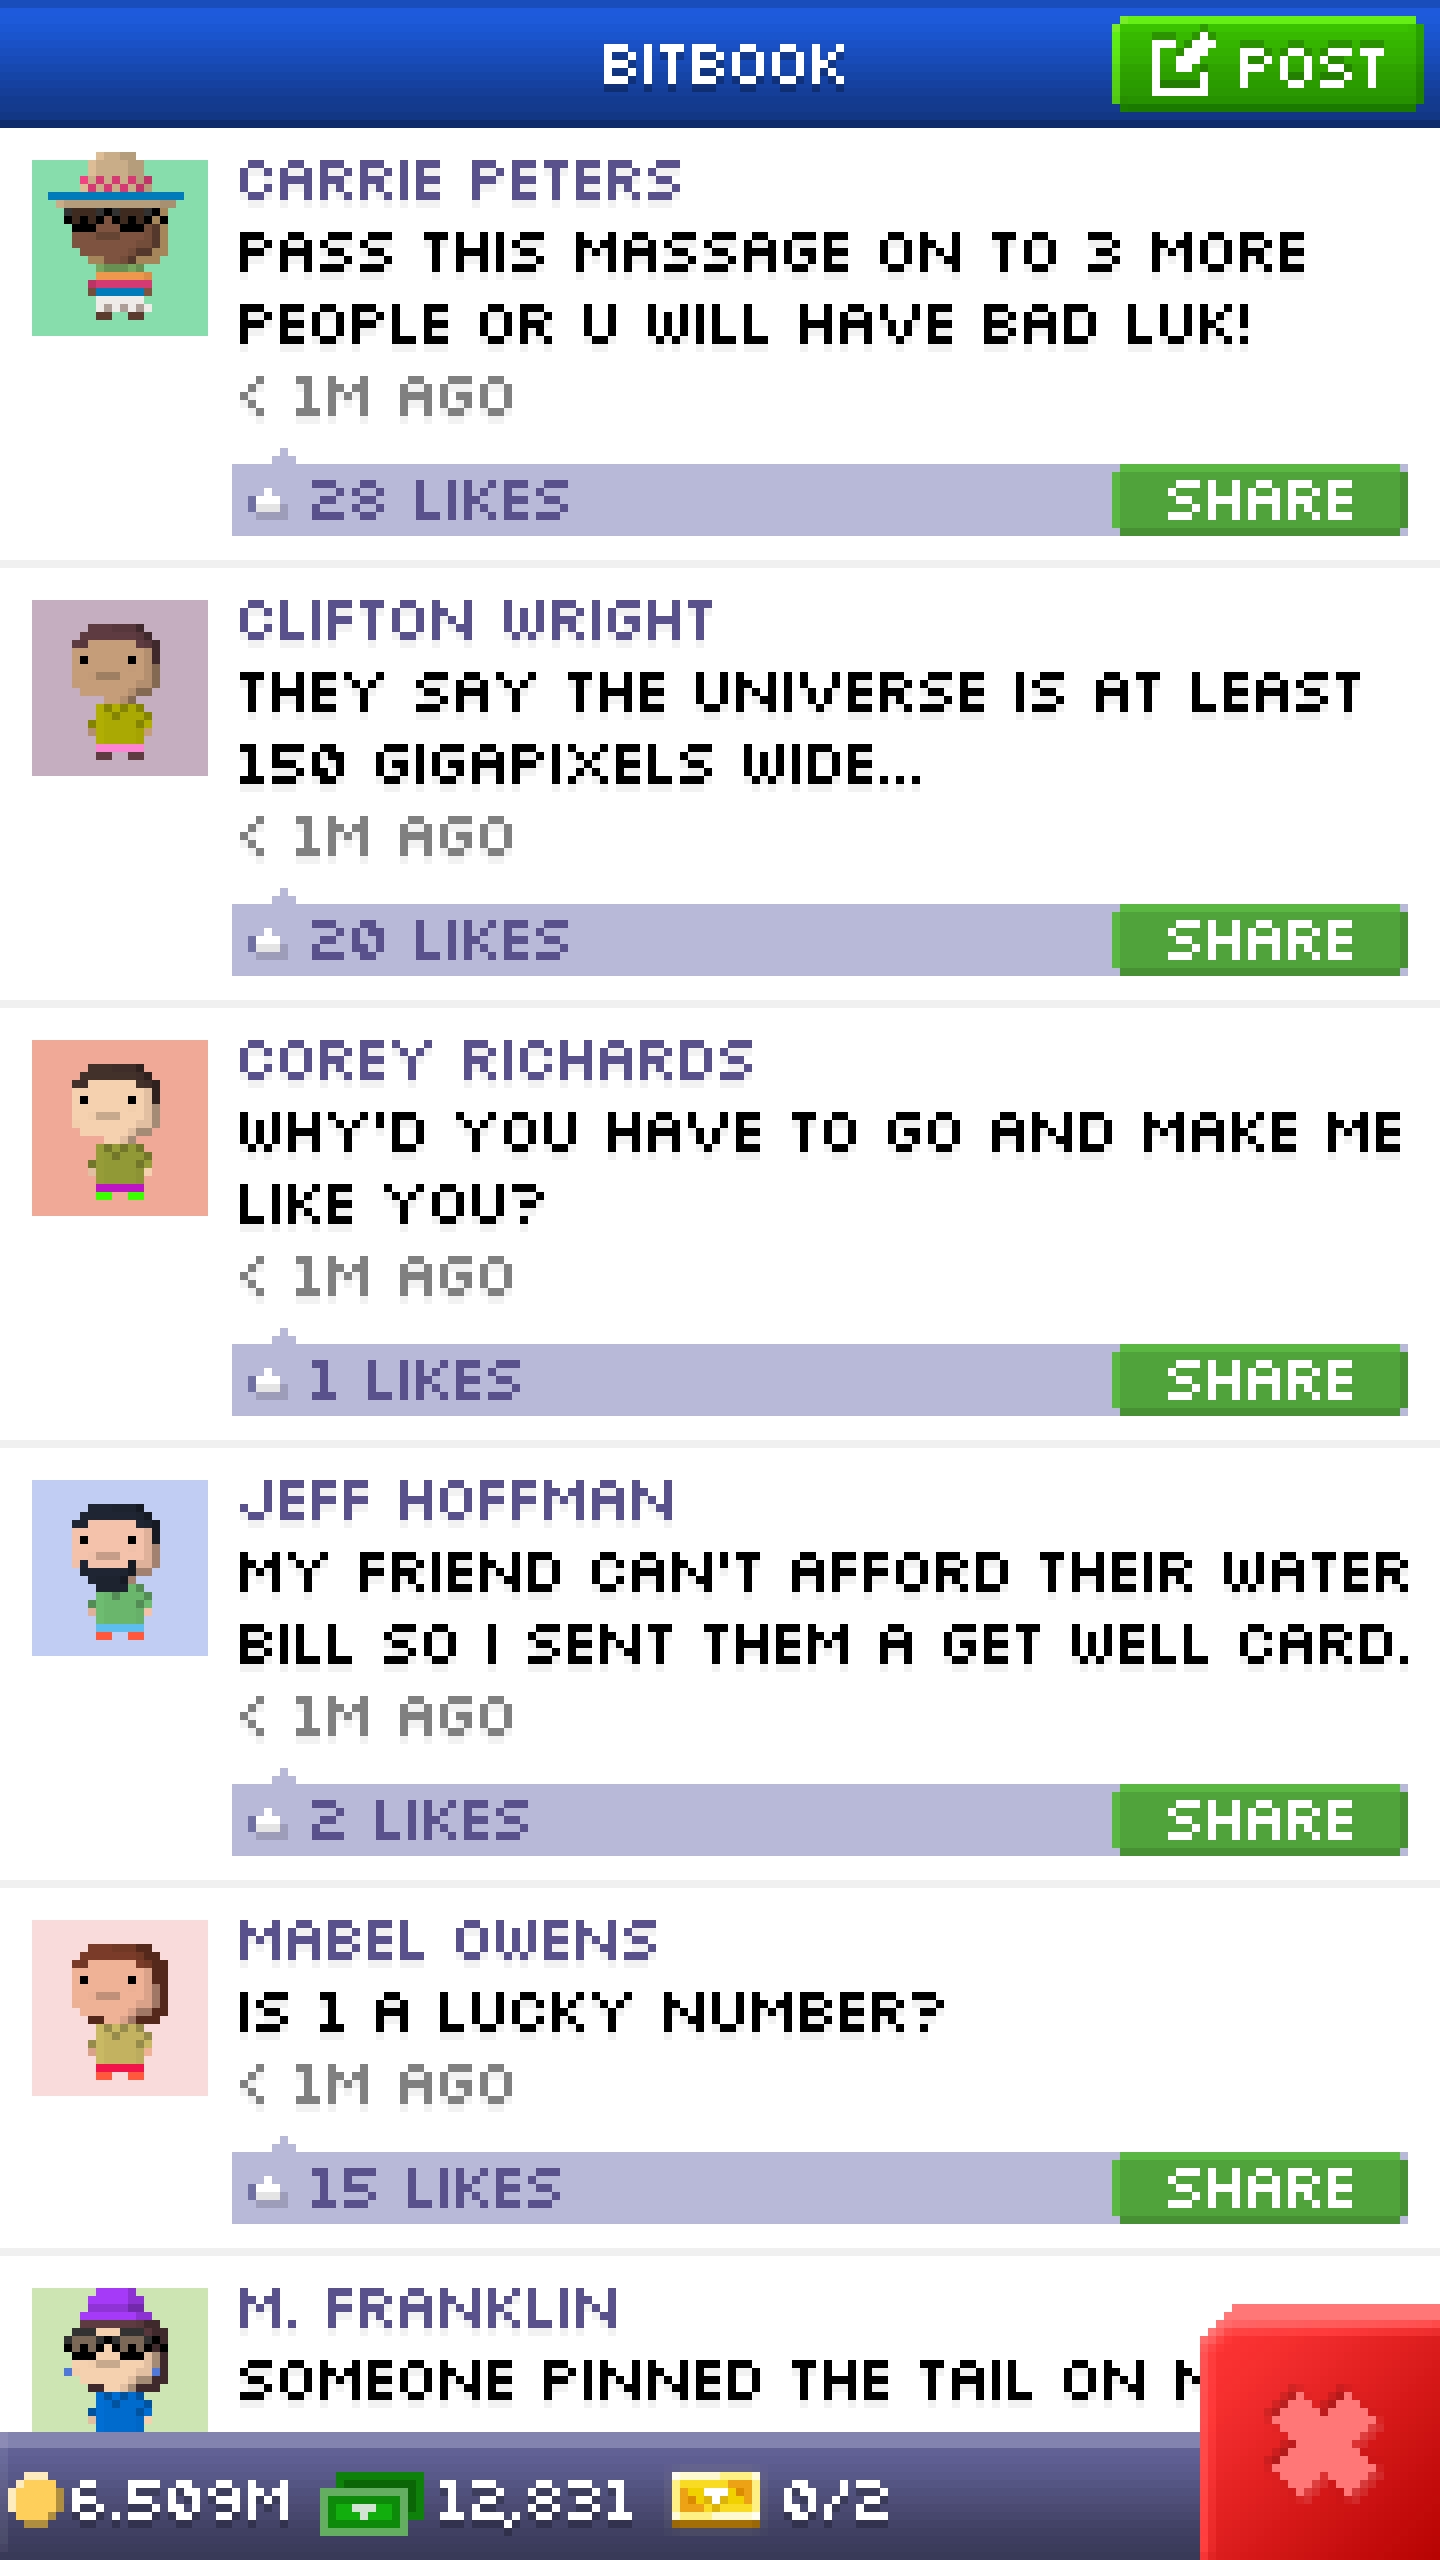 BITBOOK
POST
CARRIE PETERS
PASS THIS MASSAGE ON TO 3 MORE
PEOPLE OR U WILL HAVE BAD LUK!
< 1M AGO
28 LIKES
SHARE
CLIFTON WRIGHT
THEY SAY THE UNIVERSE IS AT LEAST
150 GIGAPIXELS WIDE...
< 1M AGO
20 LIKES
SHARE
COREY RICHARDS
WHY'D YOU HAVE TO GO AND MAKE ME
LIKE YOU?
< 1M AGO
1 LIKES
SHARE
JEFF HOFFMAN
MY FRIEND CAN'T AFFORD THEIR WATER
BILL SO I SENT THEM A GET WELL CARD.
< 1M AGO
2 LIKES
SHARE
MABEL OWENS
IS 1 A LUCKY NUMBER?
< 1M AGO
15 LIKES
SHARE
M. FRANKLIN
SOMEONE PINNED THE TAIL ON
6.509M
12,831
0/2